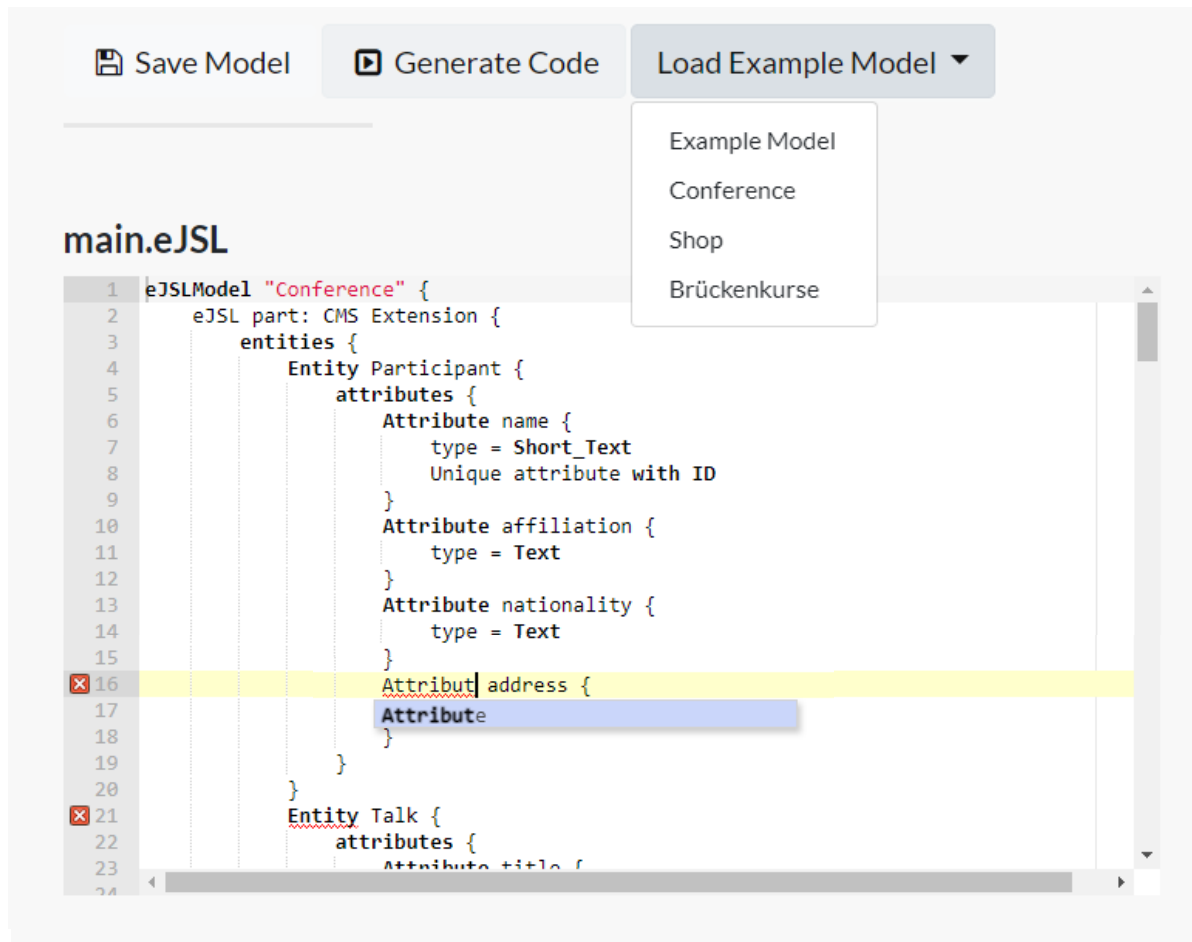 Save Model Generate Code Load Example Model
Example Model
Conference
Shop
Brückenkurse
main.eJSL
1 eJSLModel "Conference" {
2 eJSL part: CMS Extension {
3 entities {
4 Entity Participant {
5 attributes {
6 Attribute name {
7 type = Short_Text
8 Unique attribute with ID
9 }
10 Attribute affiliation {
11 type = Text
12 }
13 Attribute nationality {
14 type = Text
15 }
16 Attribut address {
17 Attribute
18 }
19 }
20 }
21 Entity Talk {
22 attributes {
23 Attribute title {
24